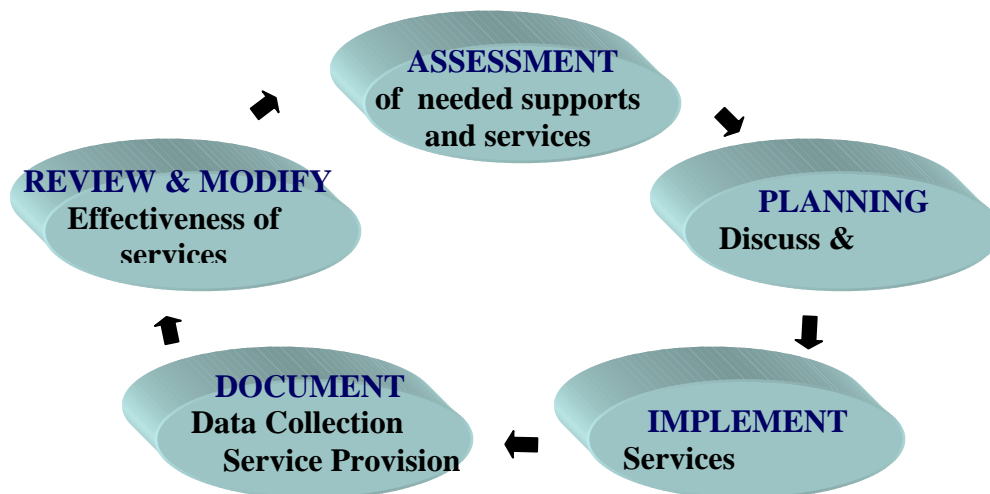 ASSESSMENT
of needed supports
and services
PLANNING
Discuss &
IMPLEMENT
Services
DOCUMENT
Data Collection
Service Provision
REVIEW & MODIFY
Effectiveness of
services